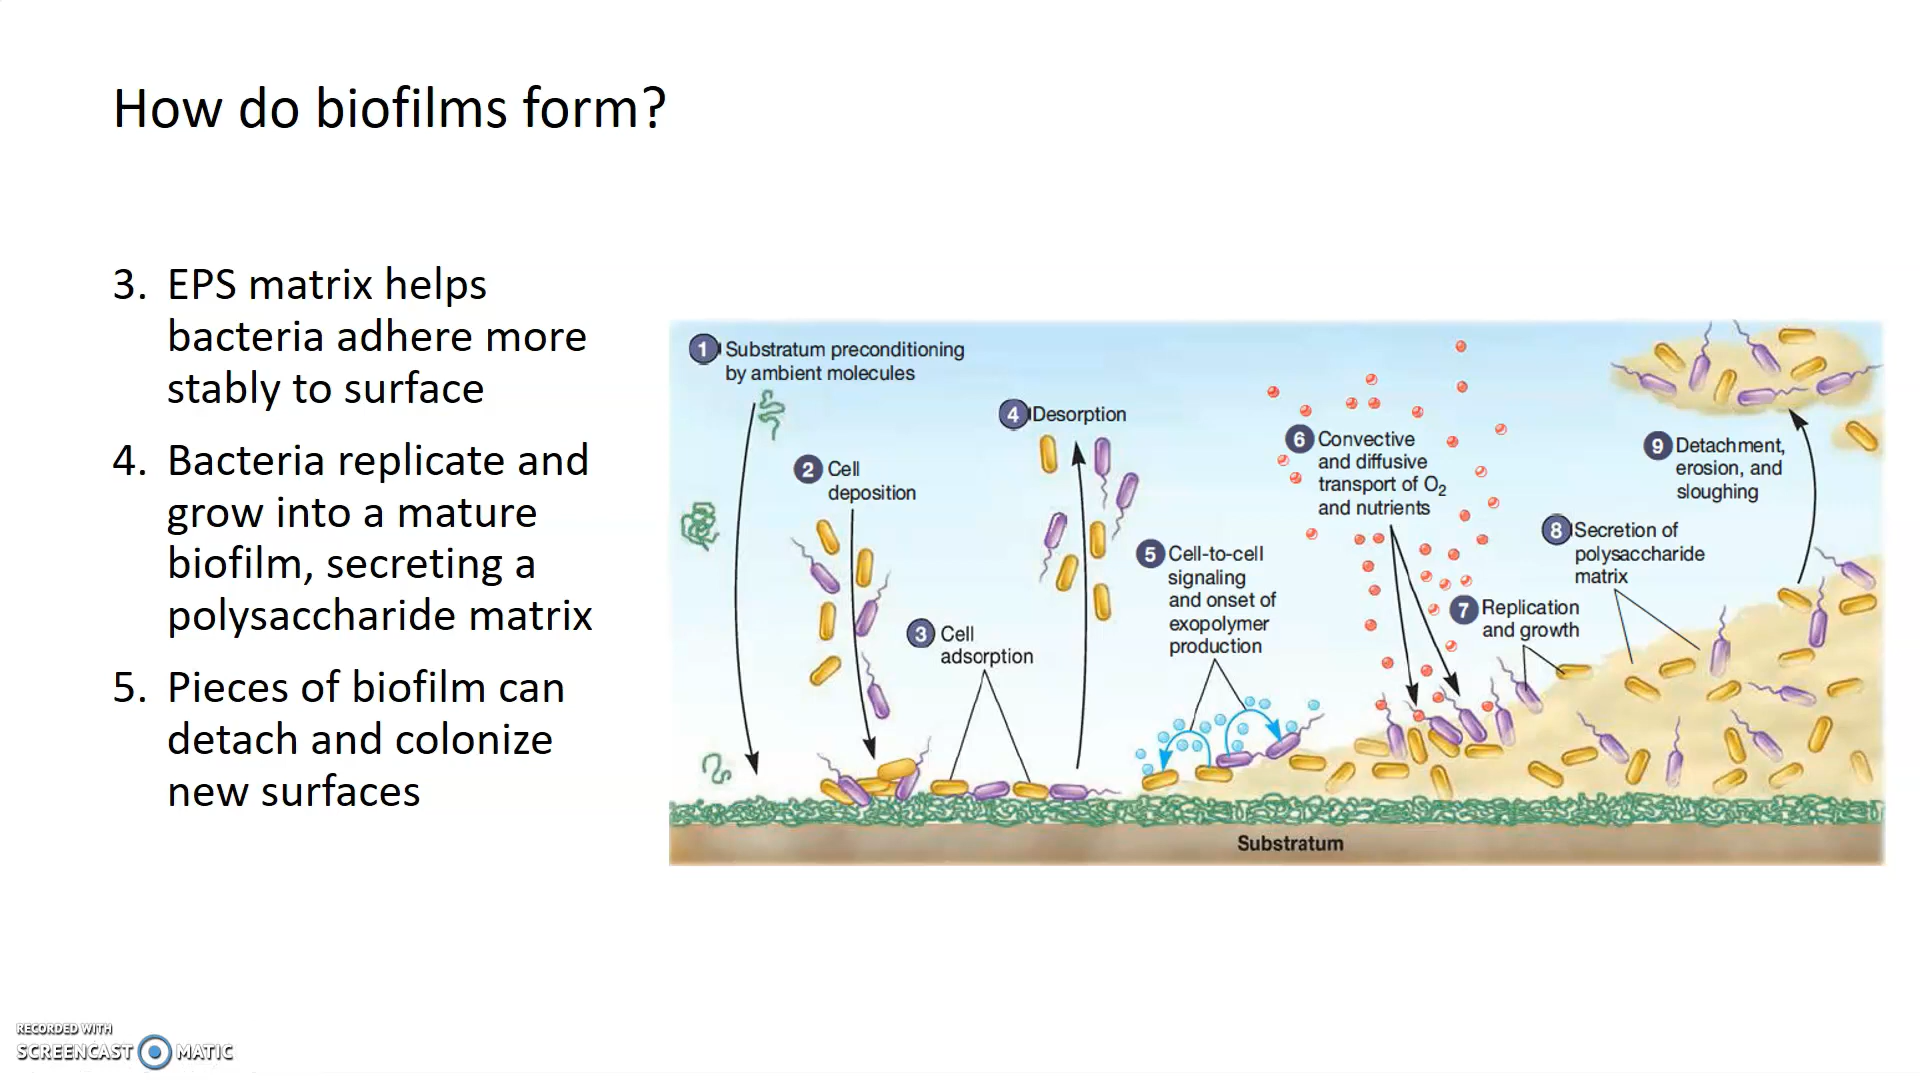 How do biofilms form?
3. EPS matrix helps
bacteria adhere more
stably to surface
4. Bacteria replicate and
grow into a mature
biofilm, secreting a
polysaccharide matrix
5. Pieces of biofilm can
detach and colonize
new surfaces
1 Substratum preconditioning
by ambient molecules
2 Cell
deposition
3 Cell
adsorption
4 Desorption
5 Cell-to-cell
signaling
and onset of
exopolymer
production
6 Convective
and diffusive
transport of O2
and nutrients
7 Replication
and growth
8 Secretion of
polysaccharide
matrix
9 Detachment,
erosion, and
sloughing
Substratum
RECORDED WITH
SCREENCAST MATIC